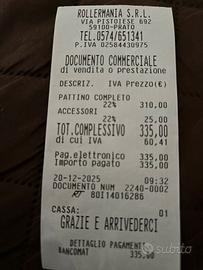 ROLLERMANIA S.R.L.
VIA PISTOIESE 692
59100-PRATO
TEL.0574/651341
P.IVA 02584430975
DOCUMENTO COMMERCIALE
di vendita o prestazione
DESCRIZ. IVA Prezzo(€)
PATTINO COMPLETO
22% 310,00
ACCESSORI
22% 25,00
TOT.COMPLESSIVO 335,00
di cui IVA 60,41
Pag.elettronico 335,00
Importo pagato 335,00
20-12-2025 09:32
DOCUMENTO NUM 2240-0002
RT 80I14016286
CASSA: 01
GRAZIE E ARRIVEDERCI
DETTAGLIO PAGAMENTI
BANCOMAT 335,00
subito